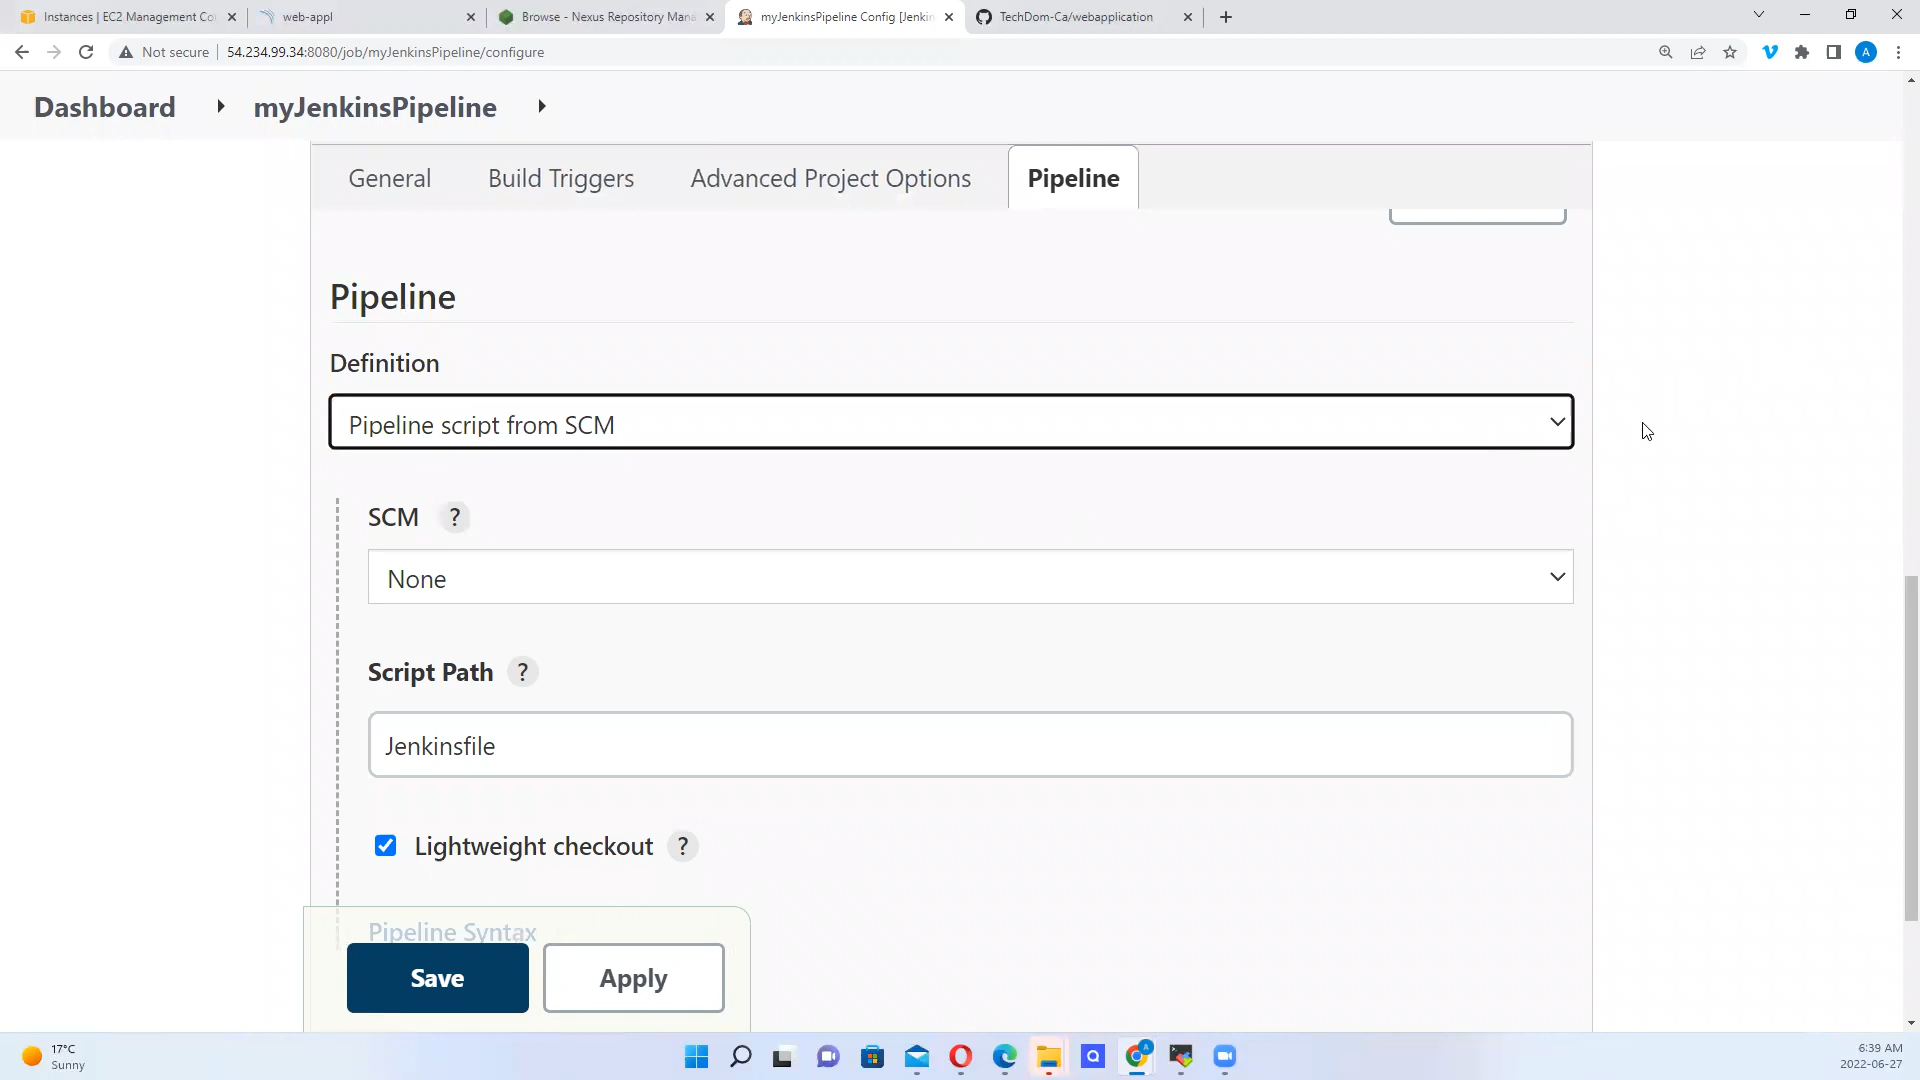 Instances | EC2 Management Co
web-appl
Browse - Nexus Repository Mana
myJenkinsPipeline Config [Jenkin
TechDom-Ca/webapplication
Not secure
54.234.99.34:8080/job/myJenkinsPipeline/configure
A
Dashboard
myJenkinsPipeline
General
Build Triggers
Advanced Project Options
Pipeline
Pipeline
Definition
Pipeline script from SCM
SCM ?
None
Script Path ?
Jenkinsfile
Lightweight checkout ?
Pipeline Syntax
Save
Apply
17°C
Sunny
6:39 AM
2022-06-27